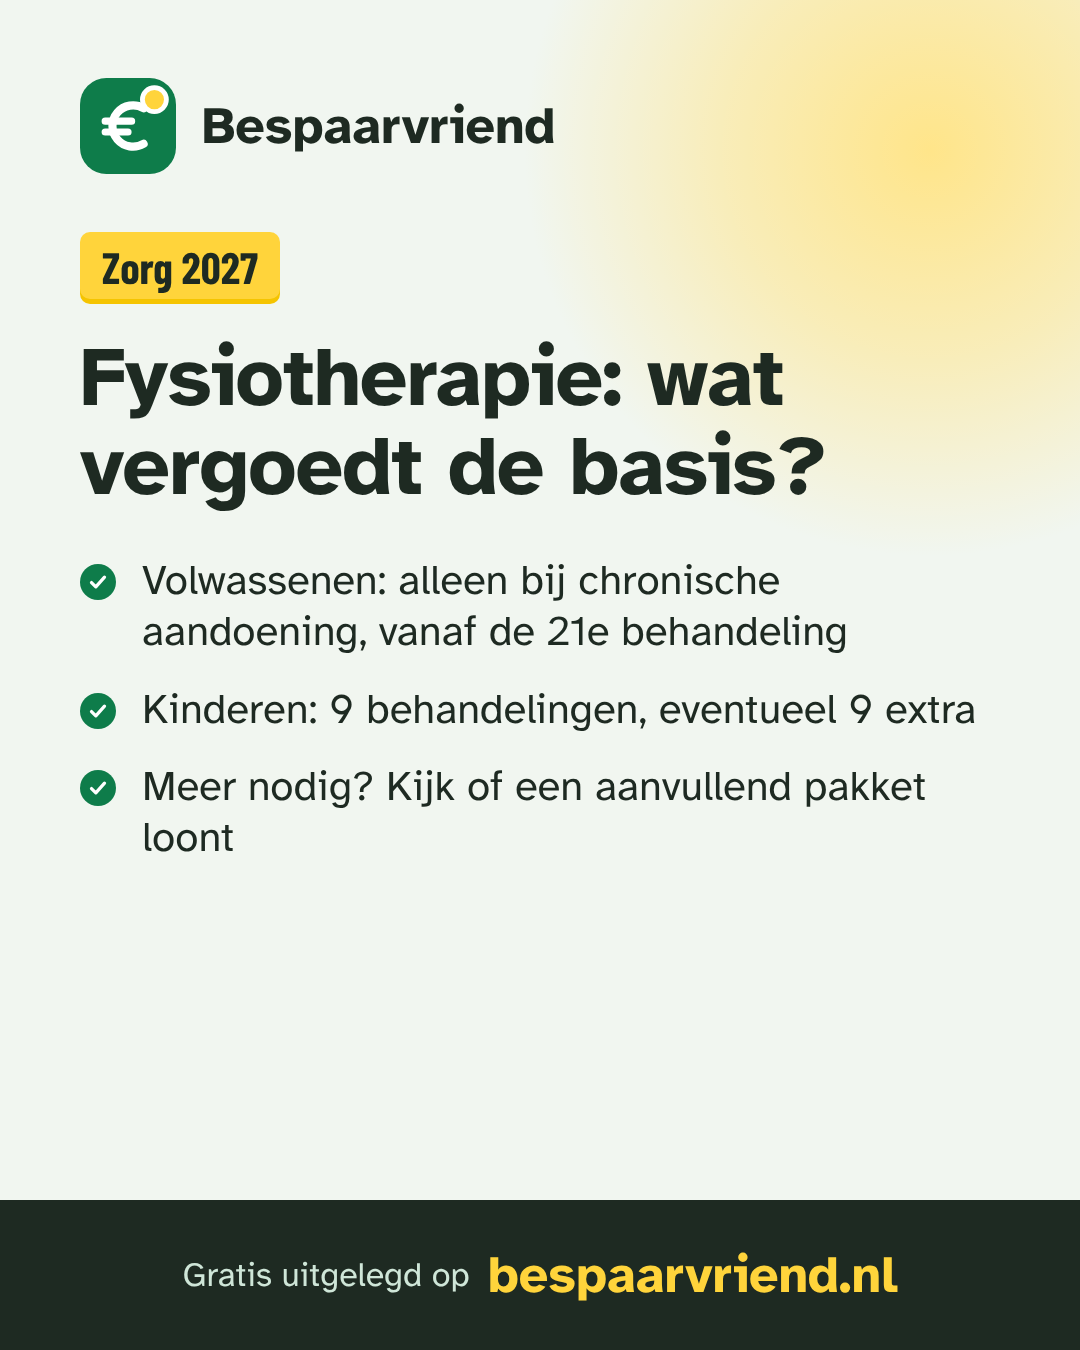 Bespaarvriend
Zorg 2027
Fysiotherapie: wat
vergoedt de basis?
Volwassenen: alleen bij chronische
aandoening, vanaf de 21e behandeling
Kinderen: 9 behandelingen, eventueel 9 extra
Meer nodig? Kijk of een aanvullend pakket
loont
Gratis uitgelegd op bespaarvriend.nl